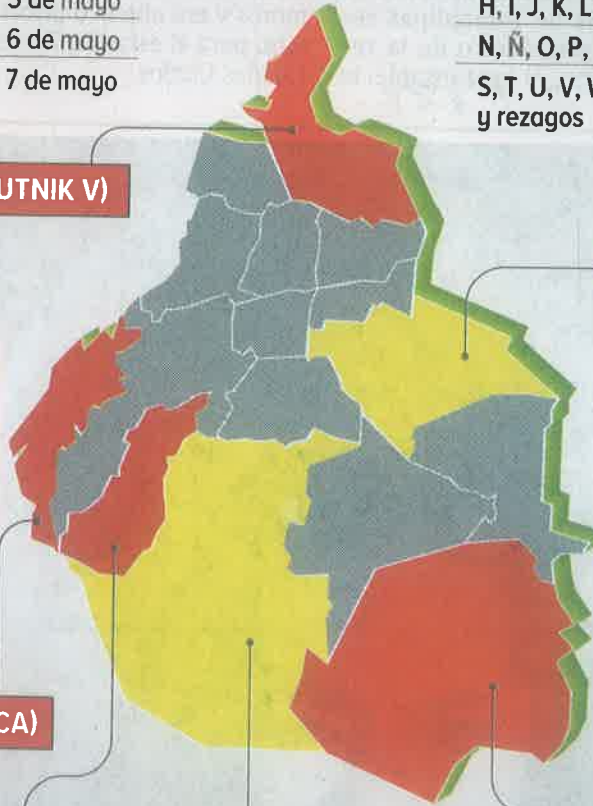 5 de mayo
6 de mayo
7 de mayo
H, I, J, K, L
N, Ñ, O, P,
S, T, U, V, W
y rezagos
UTNIK V)
CA)